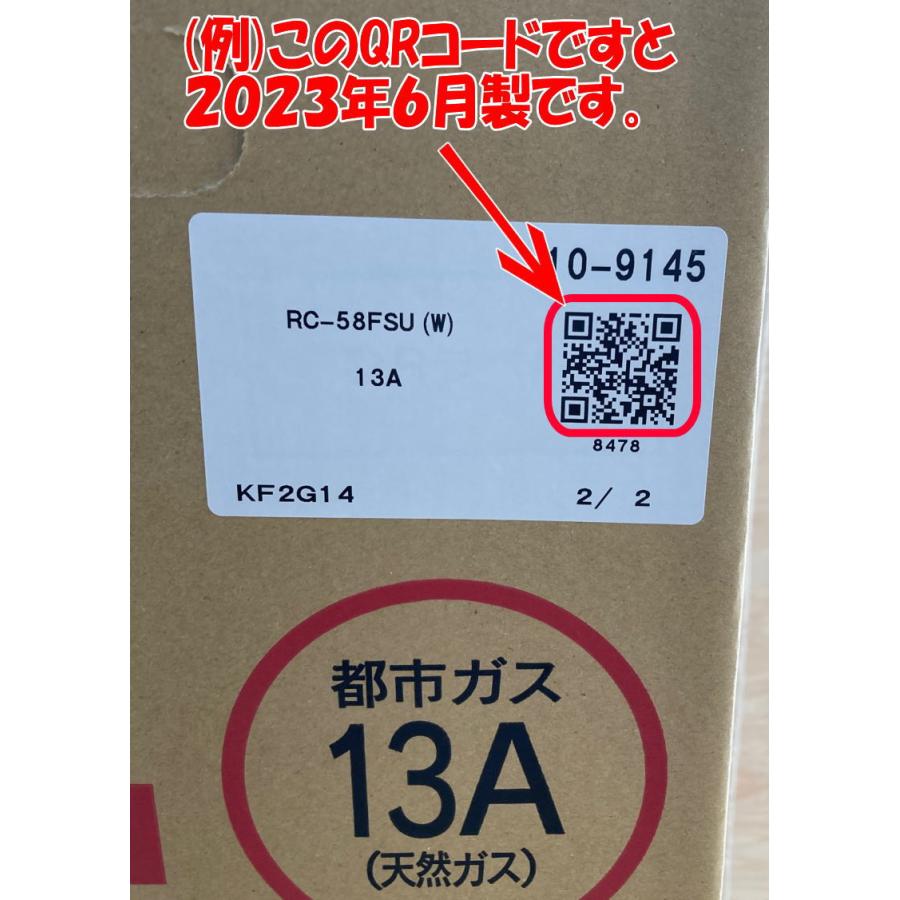 (例)このQRコードですと
2023年6月製です。
10-9145
RC-58FSU(W)
13A
8478
KF2G14
2/ 2
都市ガス
13A
(天然ガス)